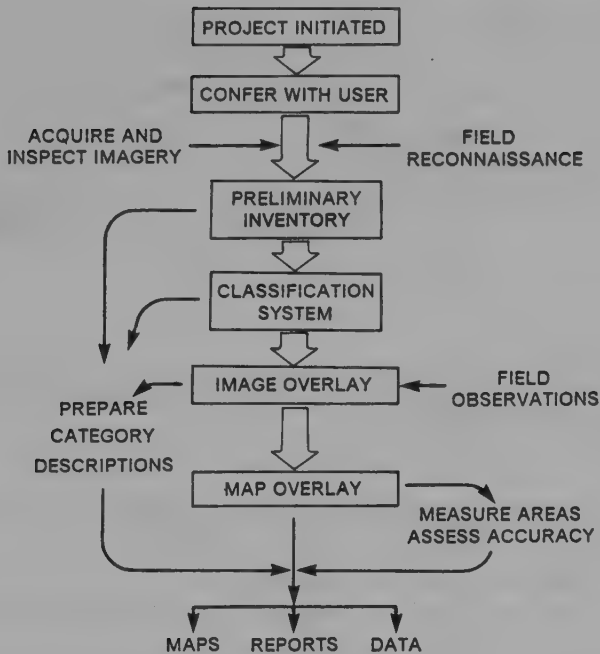 PROJECT INITIATED
CONFER WITH USER
ACQUIRE AND
INSPECT IMAGERY
FIELD
RECONNAISSANCE
PRELIMINARY
INVENTORY
CLASSIFICATION
SYSTEM
IMAGE OVERLAY
FIELD
OBSERVATIONS
PREPARE
CATEGORY
DESCRIPTIONS
MAP OVERLAY
MEASURE AREAS
ASSESS ACCURACY
MAPS
REPORTS
DATA